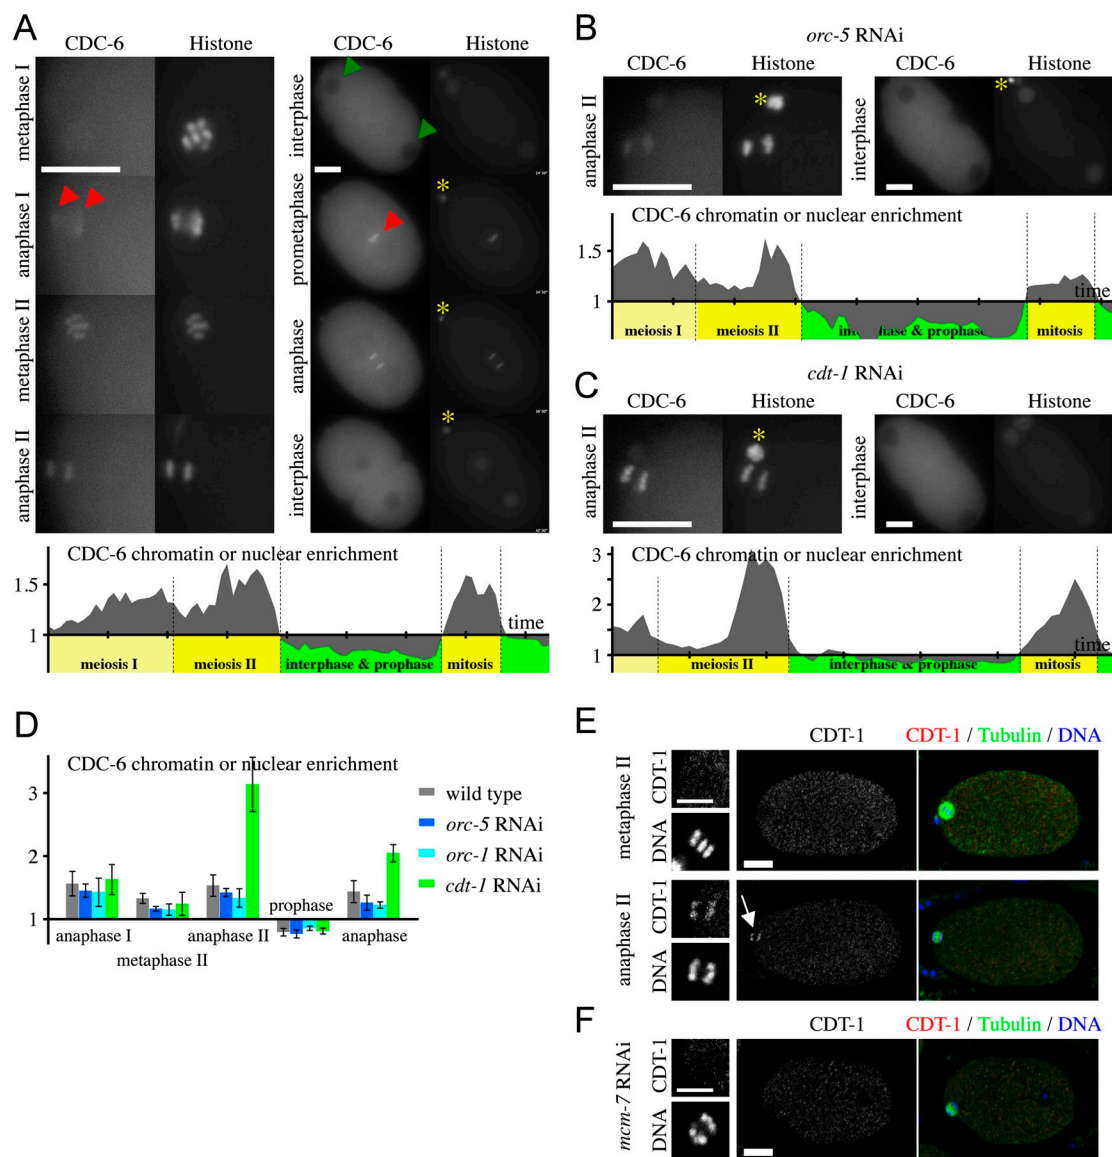 A
CDC-6 Histone CDC-6 Histone
metaphase I
anaphase I
metaphase II
anaphase II
interphase
prometaphase
anaphase
interphase
*
*
*
CDC-6 chromatin or nuclear enrichment
1.5
1
time
meiosis I meiosis II interphase & prophase mitosis
B
orc-5 RNAi
CDC-6 Histone CDC-6 Histone
anaphase II
interphase
*
*
CDC-6 chromatin or nuclear enrichment
1.5
1
time
meiosis I meiosis II interphase & prophase mitosis
C
cdt-1 RNAi
CDC-6 Histone CDC-6 Histone
anaphase II
interphase
*
CDC-6 chromatin or nuclear enrichment
3
2
1
time
meiosis II interphase & prophase mitosis
D
CDC-6 chromatin or nuclear enrichment
3
2
1
wild type
orc-5 RNAi
orc-1 RNAi
cdt-1 RNAi
prophase
anaphase I anaphase II anaphase
metaphase II
E
CDT-1 CDT-1 / Tubulin / DNA
metaphase II
CDT-1
DNA
anaphase II
CDT-1
DNA
F
CDT-1 CDT-1 / Tubulin / DNA
mcm-7 RNAi
CDT-1
DNA